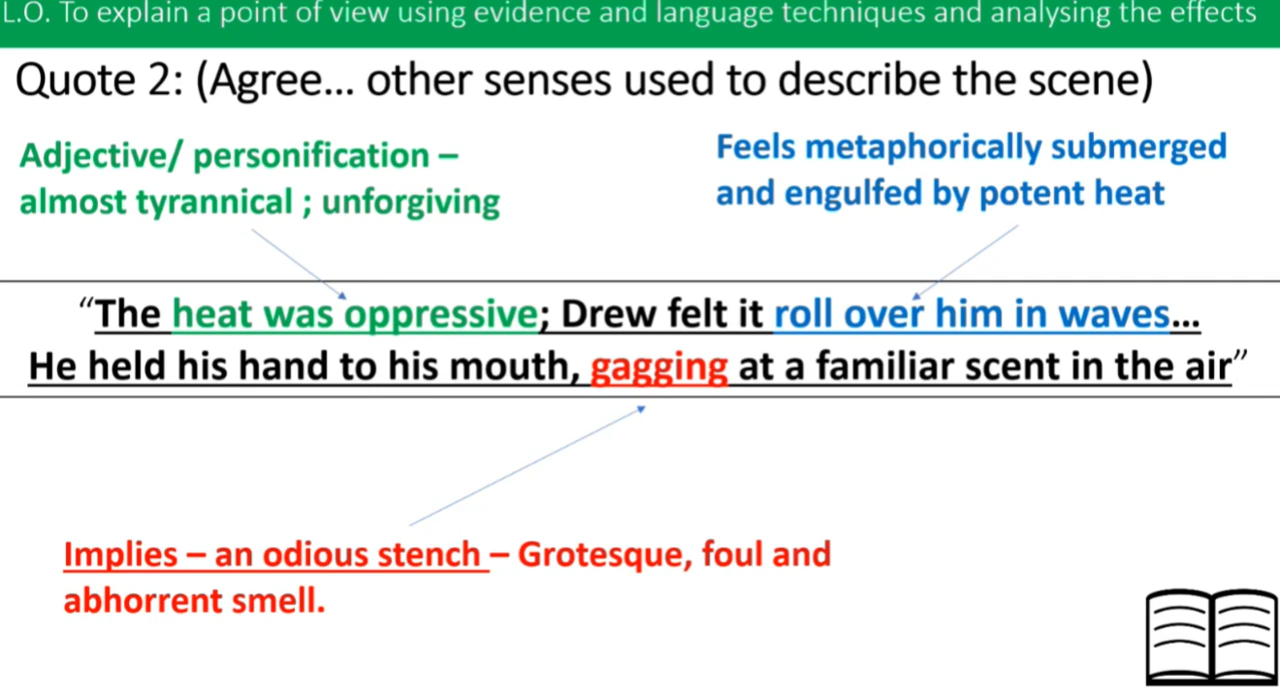 L.O. To explain a point of view using evidence and language techniques and analysing the effects
Quote 2: (Agree... other senses used to describe the scene)
Adjective/ personification –
almost tyrannical ; unforgiving
Feels metaphorically submerged
and engulfed by potent heat
“The heat was oppressive; Drew felt it roll over him in waves...
He held his hand to his mouth, gagging at a familiar scent in the air”
Implies – an odious stench – Grotesque, foul and
abhorrent smell.